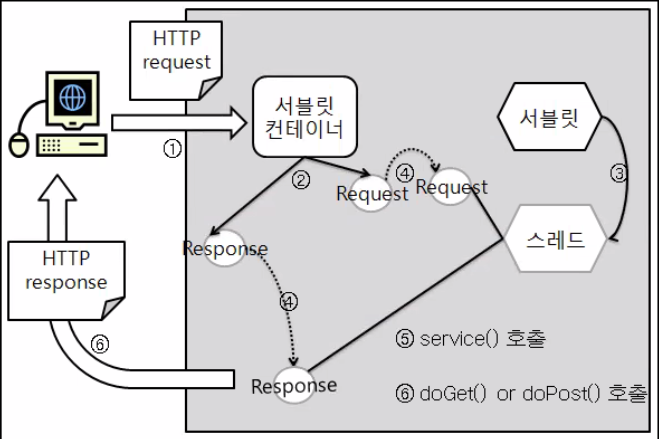 HTTP
request
①
서블릿
컨테이너
서블릿
②
Request
④
Request
③
Response
스레드
④
HTTP
response
⑥
Response
⑤ service() 호출
⑥ doGet() or doPost() 호출